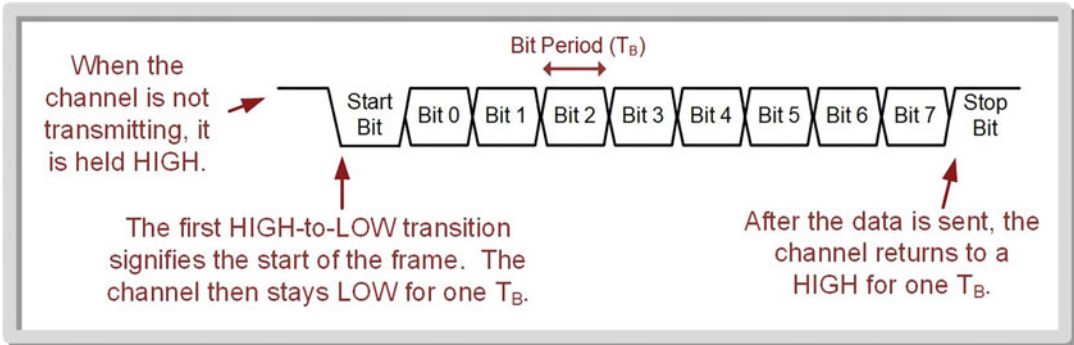 Bit Period (TB)
When the
channel is not
transmitting, it
is held HIGH.
Start
Bit
Bit 0
Bit 1
Bit 2
Bit 3
Bit 4
Bit 5
Bit 6
Bit 7
Stop
Bit
The first HIGH-to-LOW transition
signifies the start of the frame. The
channel then stays LOW for one TB.
After the data is sent, the
channel returns to a
HIGH for one TB.